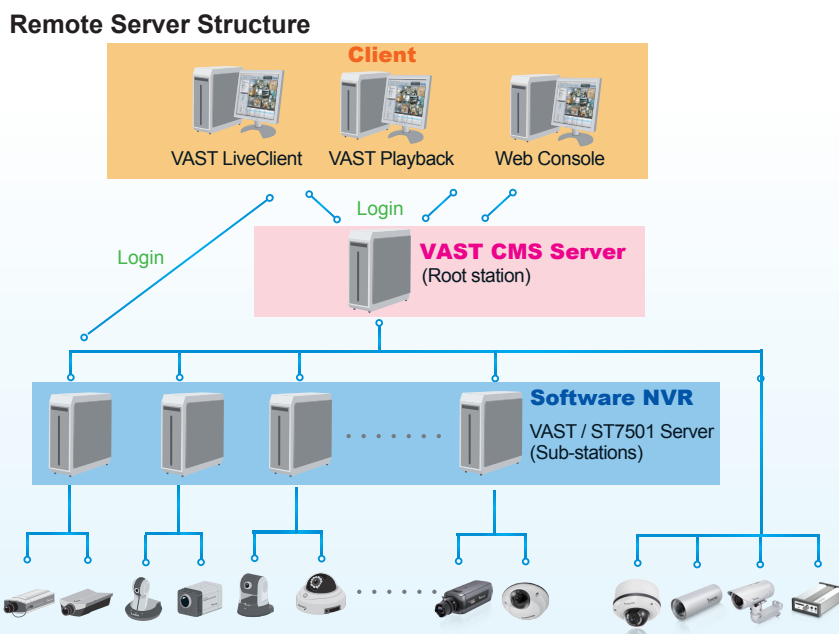 Remote Server Structure
Client
VAST LiveClient
VAST Playback
Web Console
Login
Login
VAST CMS Server
(Root station)
Software NVR
VAST / ST7501 Server
(Sub-stations)